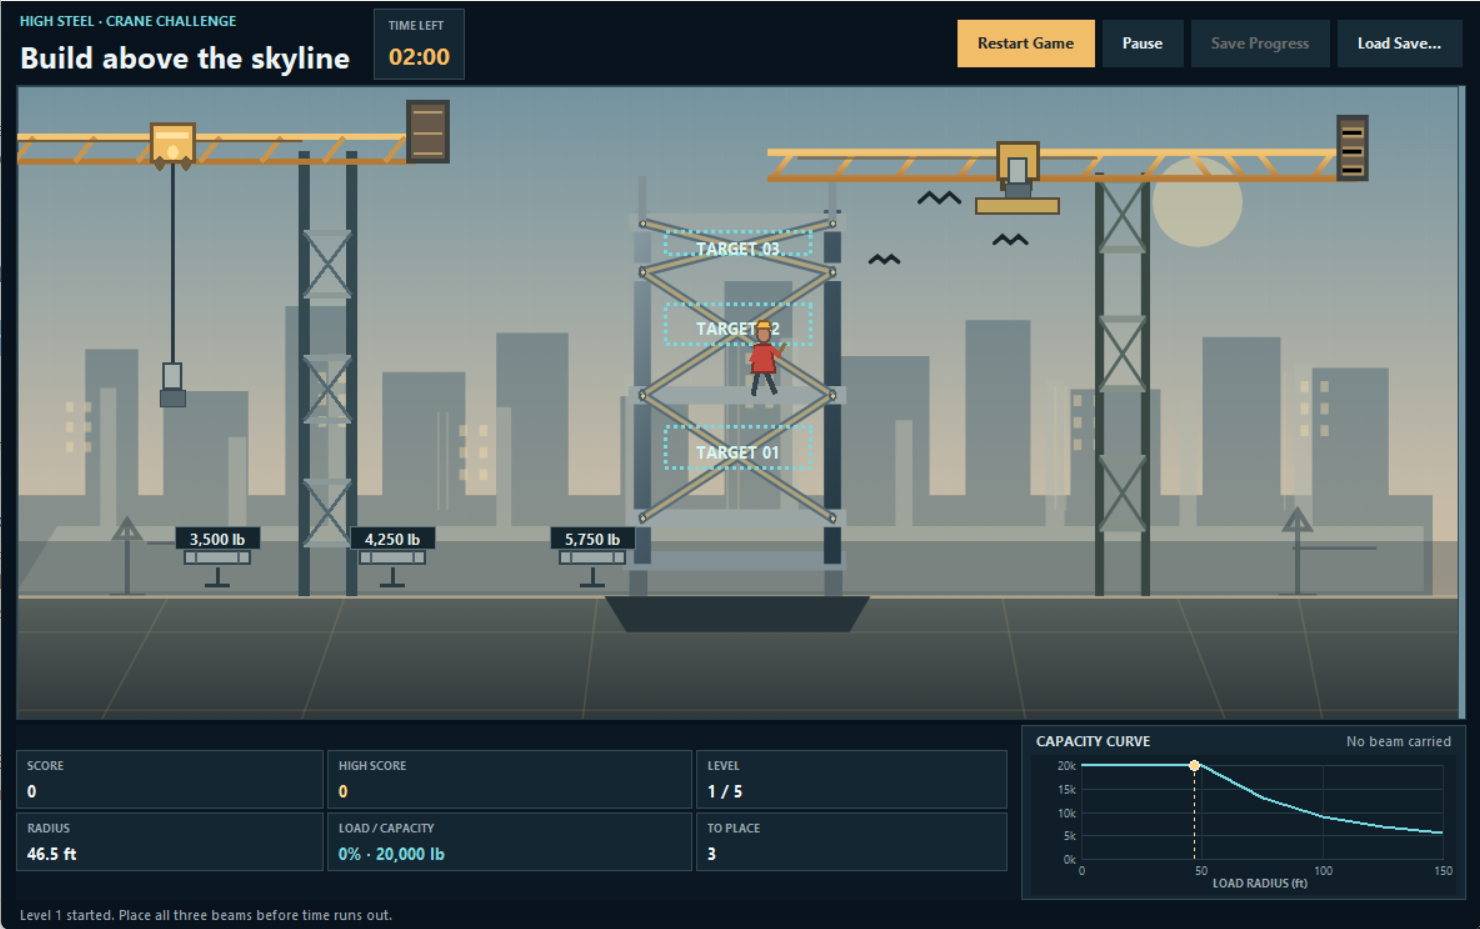 HIGH STEEL · CRANE CHALLENGE
Build above the skyline
TIME LEFT
02:00
Restart Game
Pause
Save Progress
Load Save...
TARGET 03
TARGET 2
TARGET 01
3,500 lb
4,250 lb
5,750 lb
SCORE
0
HIGH SCORE
0
LEVEL
1 / 5
RADIUS
46.5 ft
LOAD / CAPACITY
0% · 20,000 lb
TO PLACE
3
CAPACITY CURVE
No beam carried
20k
15k
10k
5k
0k
0
50
100
150
LOAD RADIUS (ft)
Level 1 started. Place all three beams before time runs out.